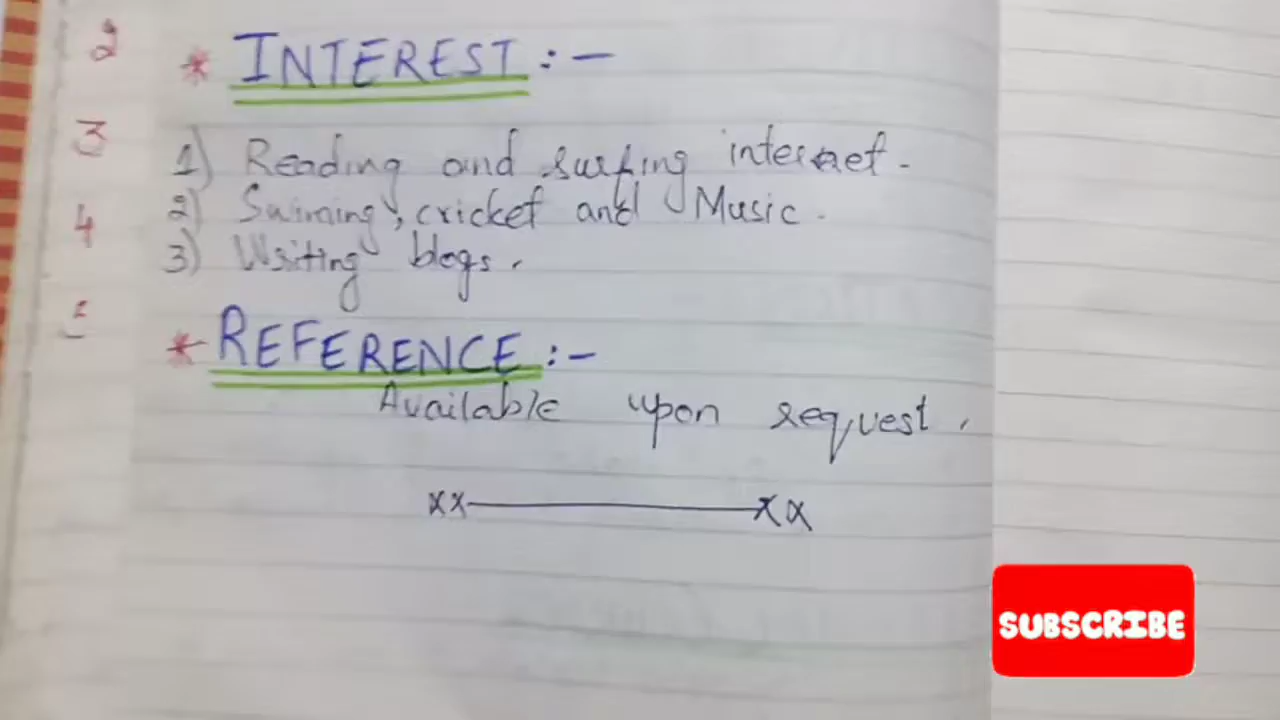 2
* INTEREST :-
3
1) Reading and surfing internet.
4
2) Swiming, cricket and Music.
3) Writing blogs.
* REFERENCE :-
Available upon request.
xx———xx
SUBSCRIBE